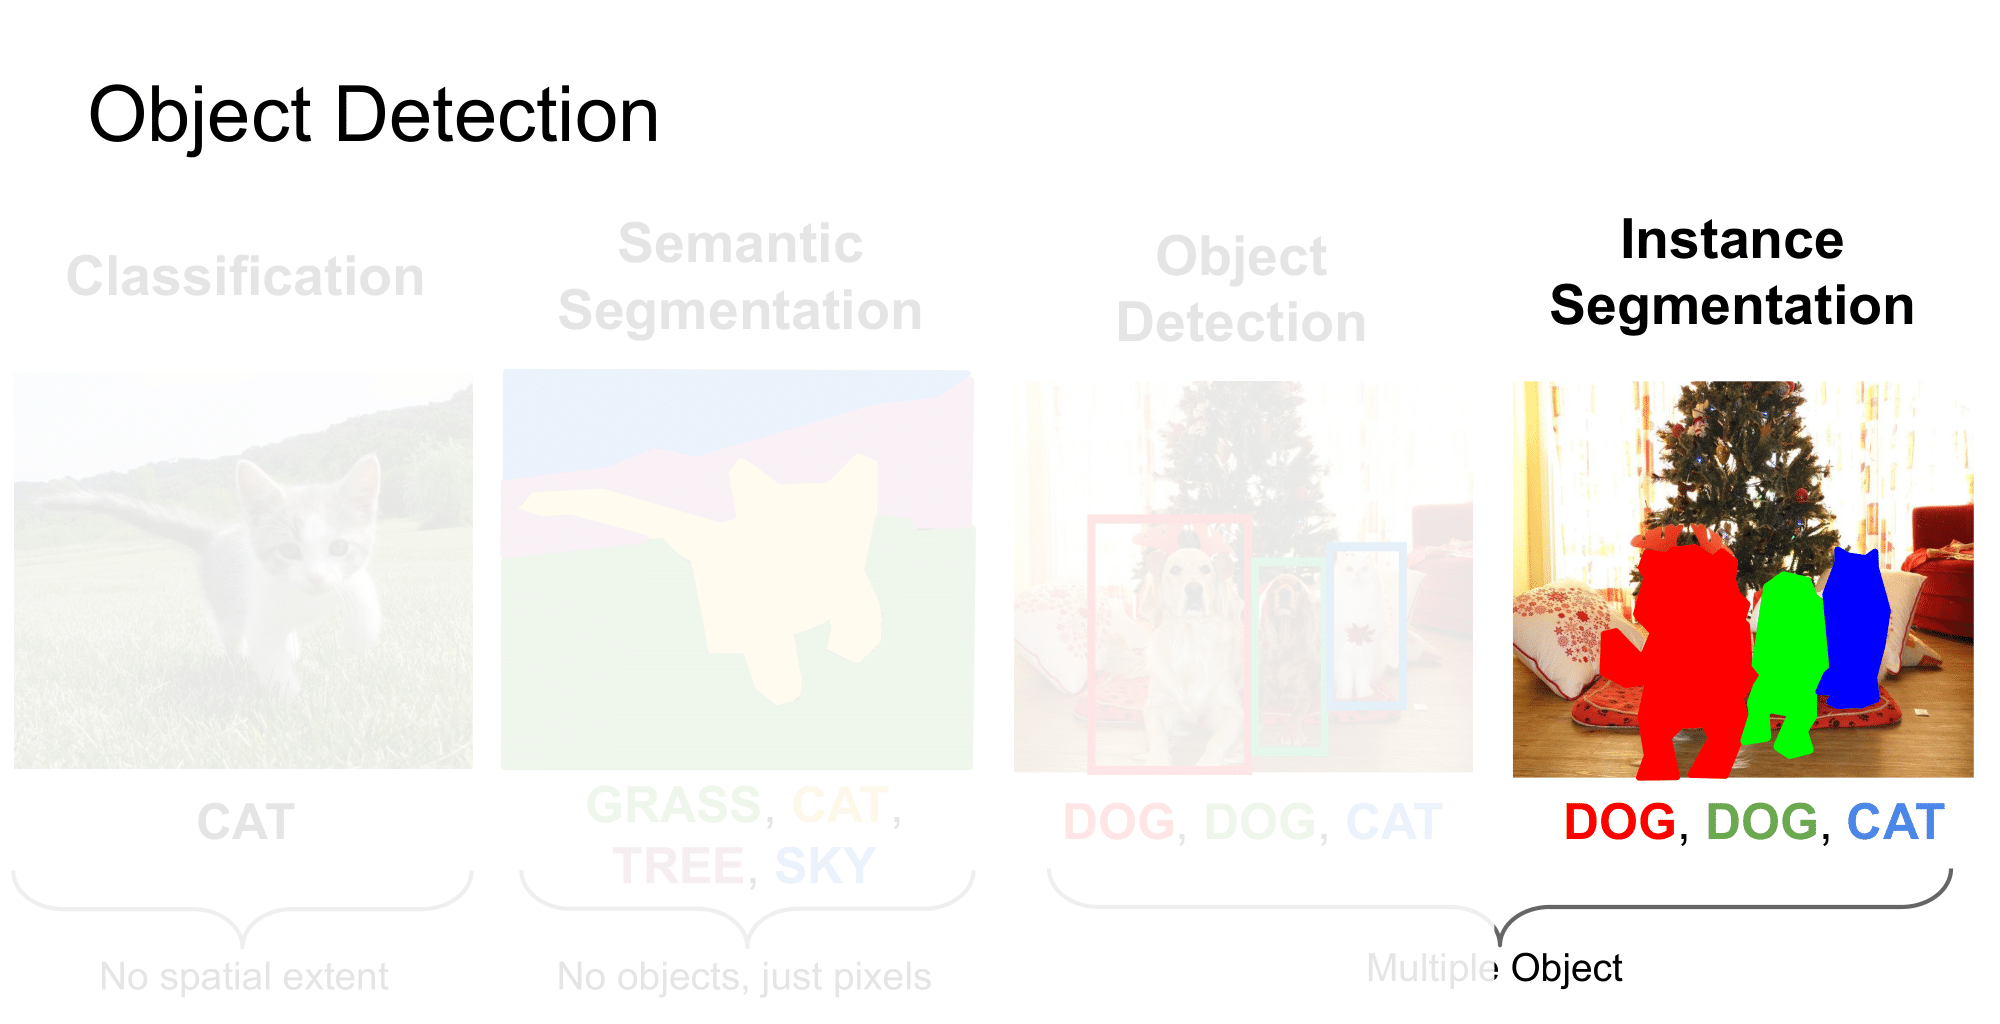 Object Detection
Classification
Semantic
Segmentation
Object
Detection
Instance
Segmentation
CAT
GRASS, CAT,
TREE, SKY
DOG, DOG, CAT
DOG, DOG, CAT
No spatial extent
No objects, just pixels
Multiple Object